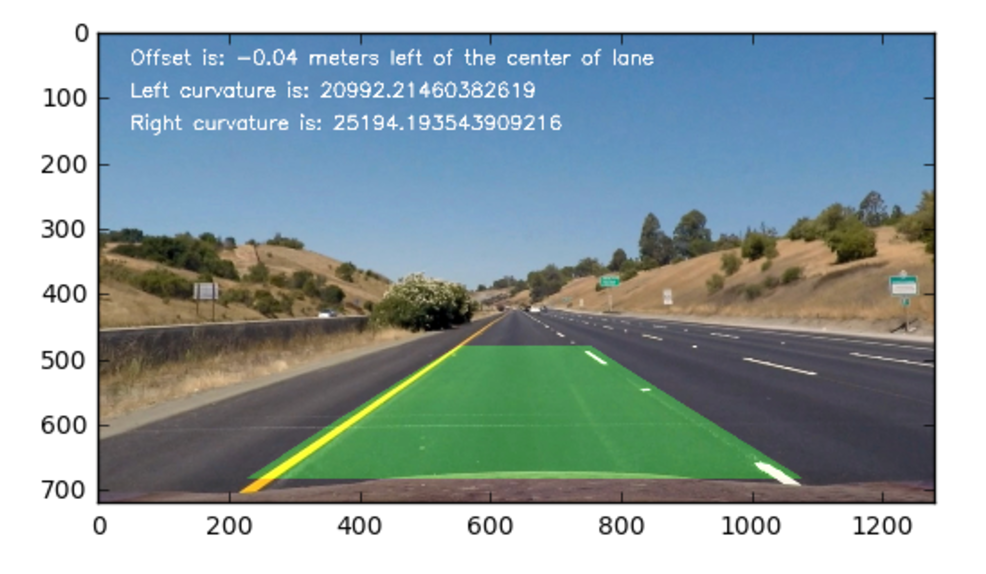 Offset is: -0.04 meters left of the center of lane
Left curvature is: 20992.21460382619
Right curvature is: 25194.193543909216
0
100
200
300
400
500
600
700
0 200 400 600 800 1000 1200